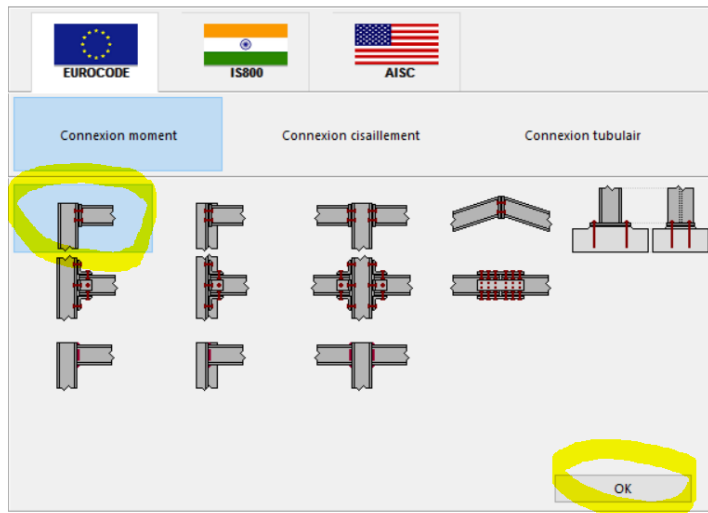 EUROCODE
IS800
AISC
Connexion moment
Connexion cisaillement
Connexion tubulair
OK